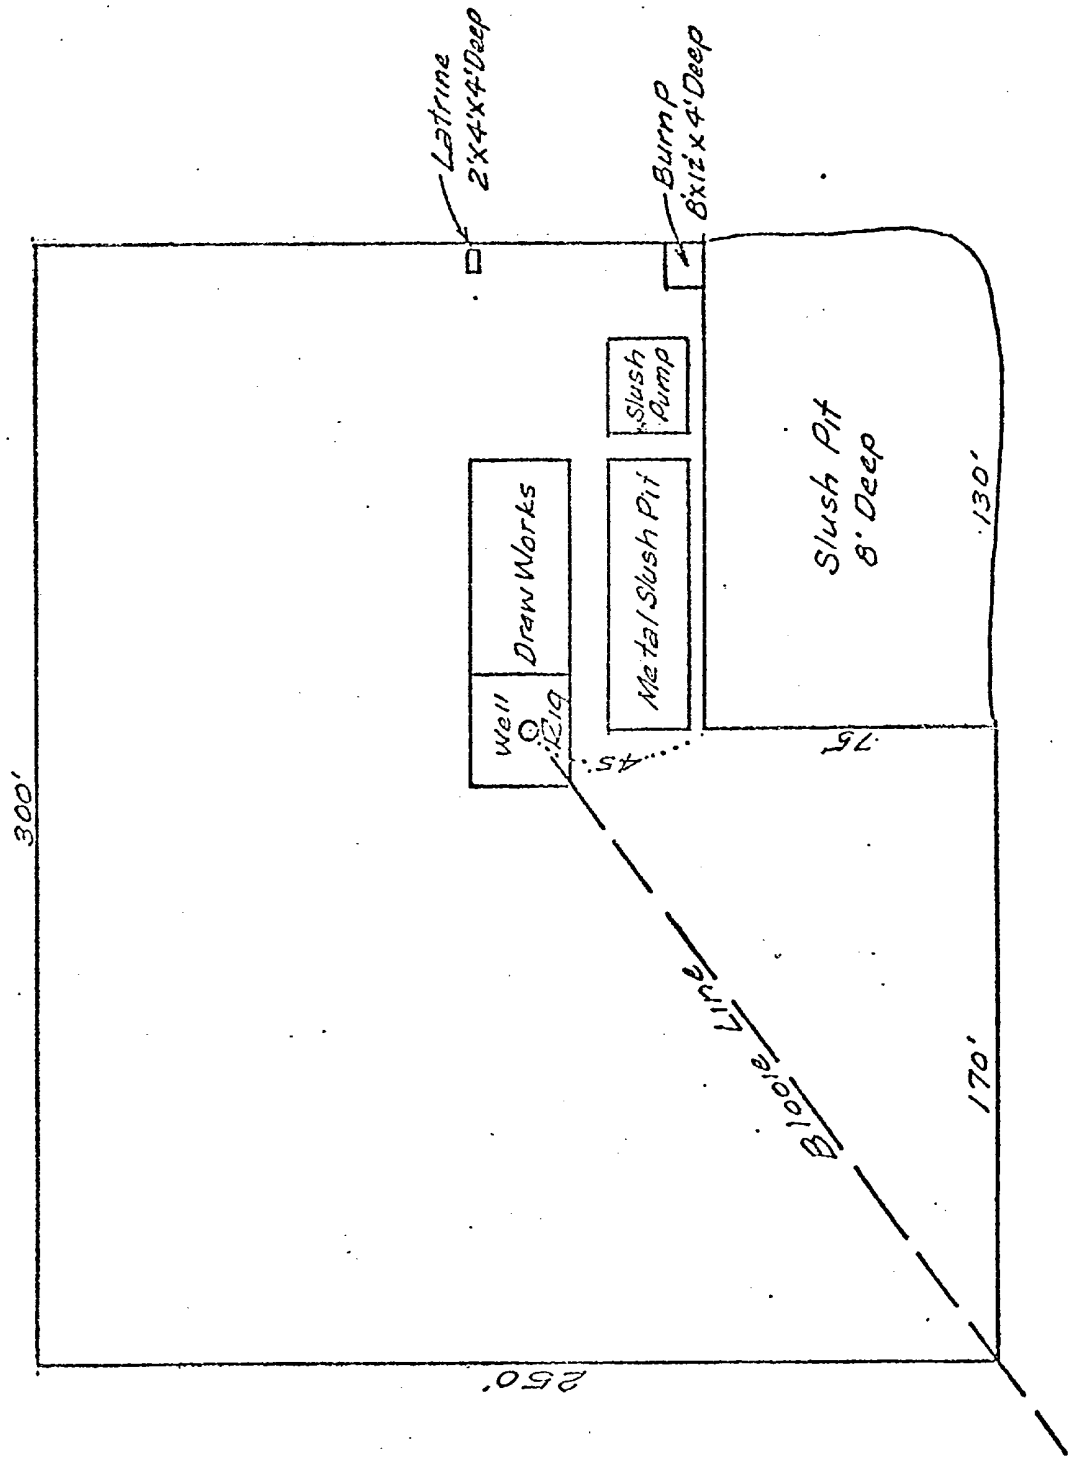 300'
250'
Latrine
2'x4'x4'Deep
Burn P
8'x12'x4'Deep
Well
Rig
Draw Works
Slush
Pump
Metal Slush Pit
45'
75'
Slush Pit
8' Deep
130'
170'
Blooie Line